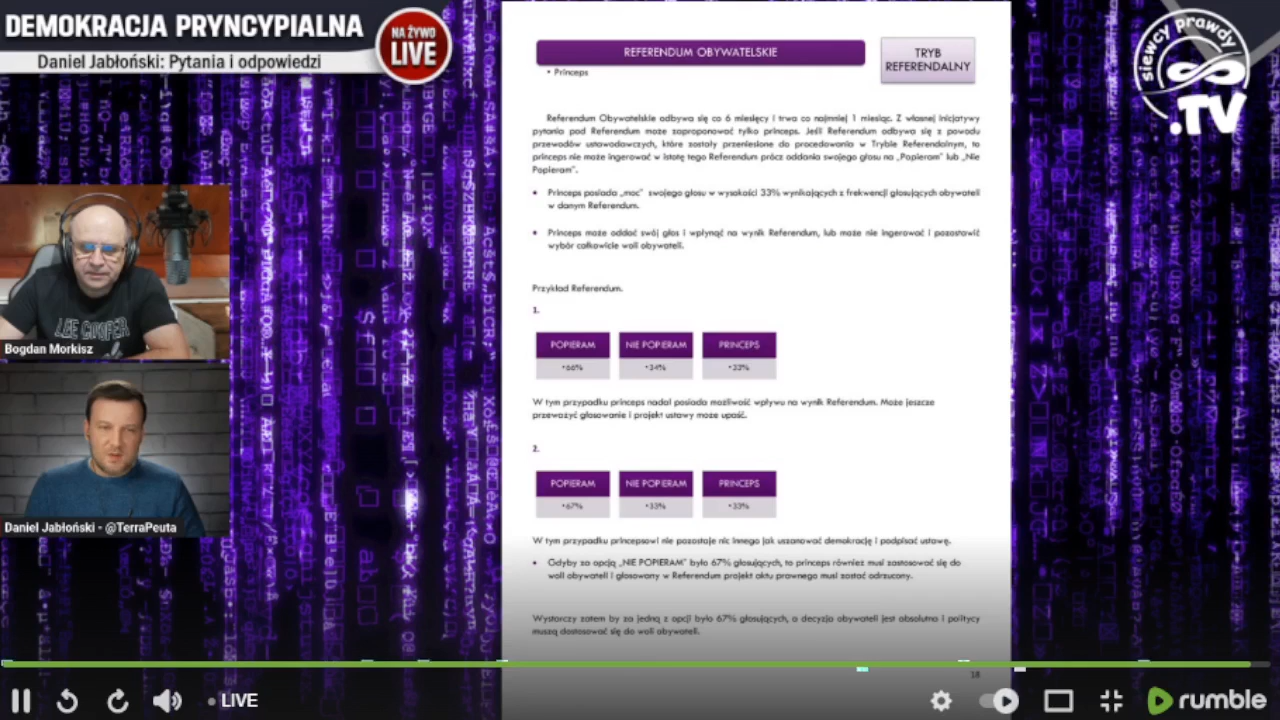 DEMOKRACJA PRYNCYPIALNA
Daniel Jabłoński: Pytania i odpowiedzi
NA ŻYWO
LIVE
siewcy prawdy
.TV
REFERENDUM OBYWATELSKIE
TRYB
REFERENDALNY
• Princeps
Referendum Obywatelskie odbywa się co 6 miesięcy i trwa co najmniej 1 miesiąc. Z własnej inicjatywy
pytania pod Referendum może zaproponować tylko princeps. Jeśli Referendum odbywa się z powodu
przewodów ustawodawczych, które zostały przeniesione do procedowania w Trybie Referendalnym, to
princeps nie może ingerować w istotę tego Referendum prócz oddania swojego głosu na „Popieram" lub „Nie
Popieram".
• Princeps posiada „moc" swojego głosu w wysokości 33% wynikających z frekwencji głosujących obywateli
w danym Referendum.
• Princeps może oddać swój głos i wpłynąć na wynik Referendum, lub może nie ingerować i pozostawić
wybór całkowicie woli obywateli.
Przykład Referendum.
1.
POPIERAM NIE POPIERAM PRINCEPS
•66% •34% •33%
W tym przypadku princeps nadal posiada możliwość wpływu na wynik Referendum. Może jeszcze
przeważyć głosowanie i projekt ustawy może upaść.
2.
POPIERAM NIE POPIERAM PRINCEPS
•67% •33% •33%
W tym przypadku princepsowi nie pozostaje nic innego jak uszanować demokrację i podpisać ustawę.
• Gdyby za opcją „NIE POPIERAM" było 67% głosujących, to princeps również musi zastosować się do
woli obywateli i głosowany w Referendum projekt aktu prawnego musi zostać odrzucony.
Wystarczy zatem by za jedną z opcji było 67% głosujących, a decyzja obywateli jest absolutna i politycy
muszą dostosować się do woli obywateli.
18
LEE COOPER
Bogdan Morkisz
Daniel Jabłoński - @TerraPeuta
LIVE
rumble